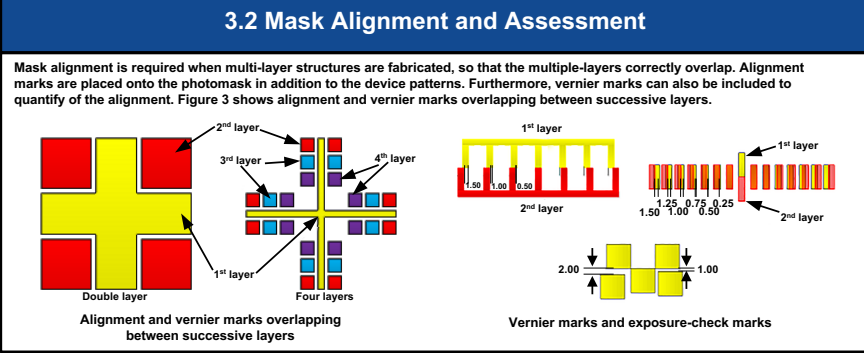 3.2 Mask Alignment and Assessment
Mask alignment is required when multi-layer structures are fabricated, so that the multiple-layers correctly overlap. Alignment
marks are placed onto the photomask in addition to the device patterns. Furthermore, vernier marks can also be included to
quantify of the alignment. Figure 3 shows alignment and vernier marks overlapping between successive layers.
2nd layer
3rd layer
4th layer
1st layer
Double layer
Four layers
Alignment and vernier marks overlapping
between successive layers
1st layer
1.50 1.00 0.50
2nd layer
1st layer
1.25 0.75 0.25
1.50 1.00 0.50
2nd layer
2.00
1.00
Vernier marks and exposure-check marks